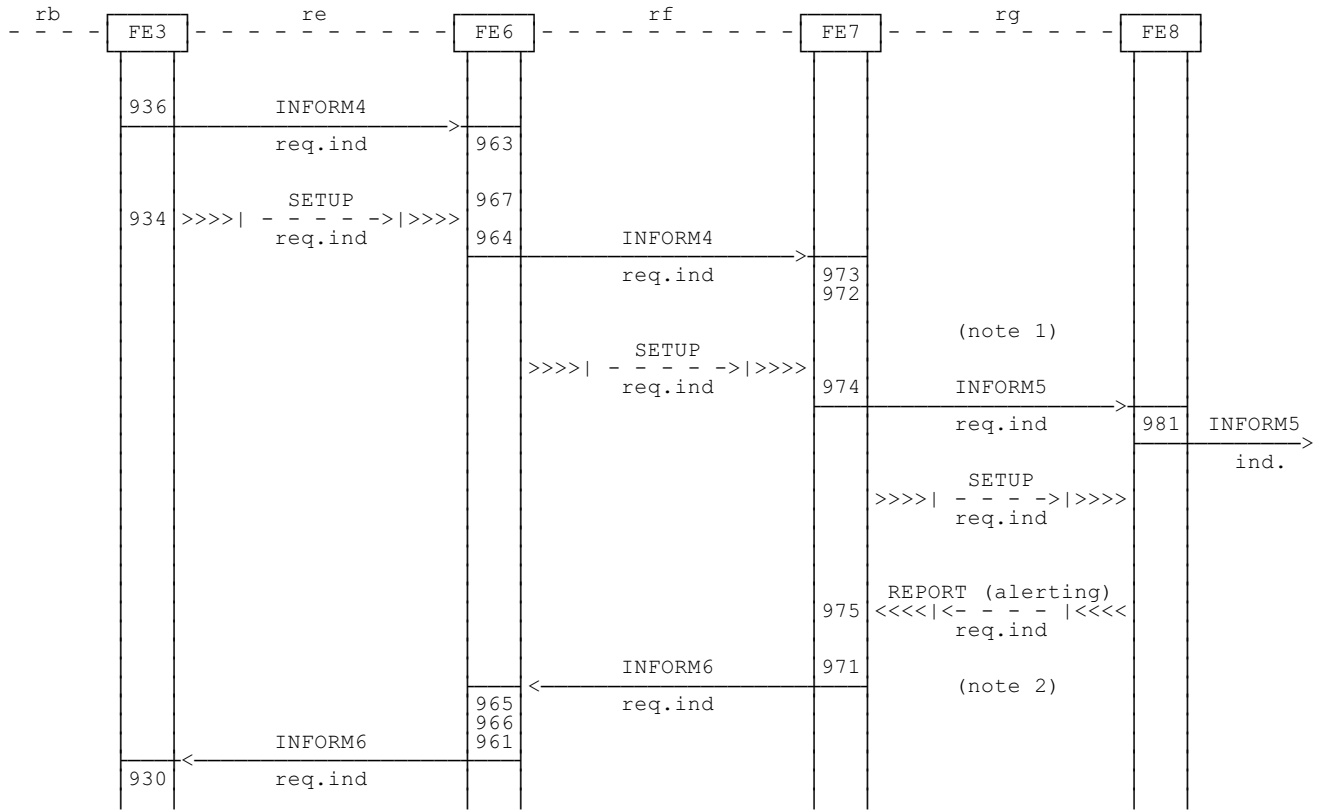 rb re rf rg
FE3 FE6 FE7 FE8
936 INFORM4
req.ind 963
SETUP 967
934 >>>>| - - - - ->|>>>>
req.ind 964 INFORM4
req.ind 973
972
(note 1)
SETUP
>>>>| - - - - ->|>>>>
req.ind 974 INFORM5
req.ind 981 INFORM5
ind.
SETUP
>>>>| - - - ->|>>>>
req.ind
REPORT (alerting)
975 <<<<|<- - - - |<<<<
req.ind
INFORM6 971
(note 2)
965 req.ind
966
INFORM6 961
930 req.ind